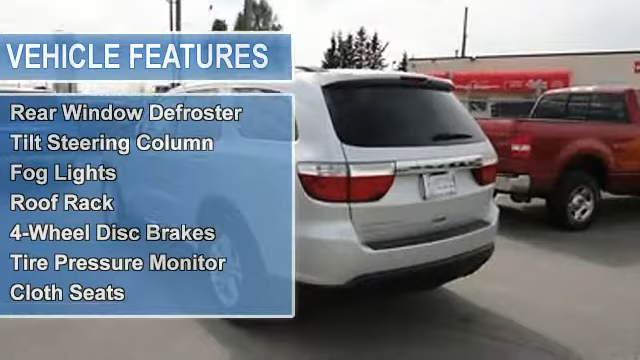 VEHICLE FEATURES
Rear Window Defroster
Tilt Steering Column
Fog Lights
Roof Rack
4-Wheel Disc Brakes
Tire Pressure Monitor
Cloth Seats